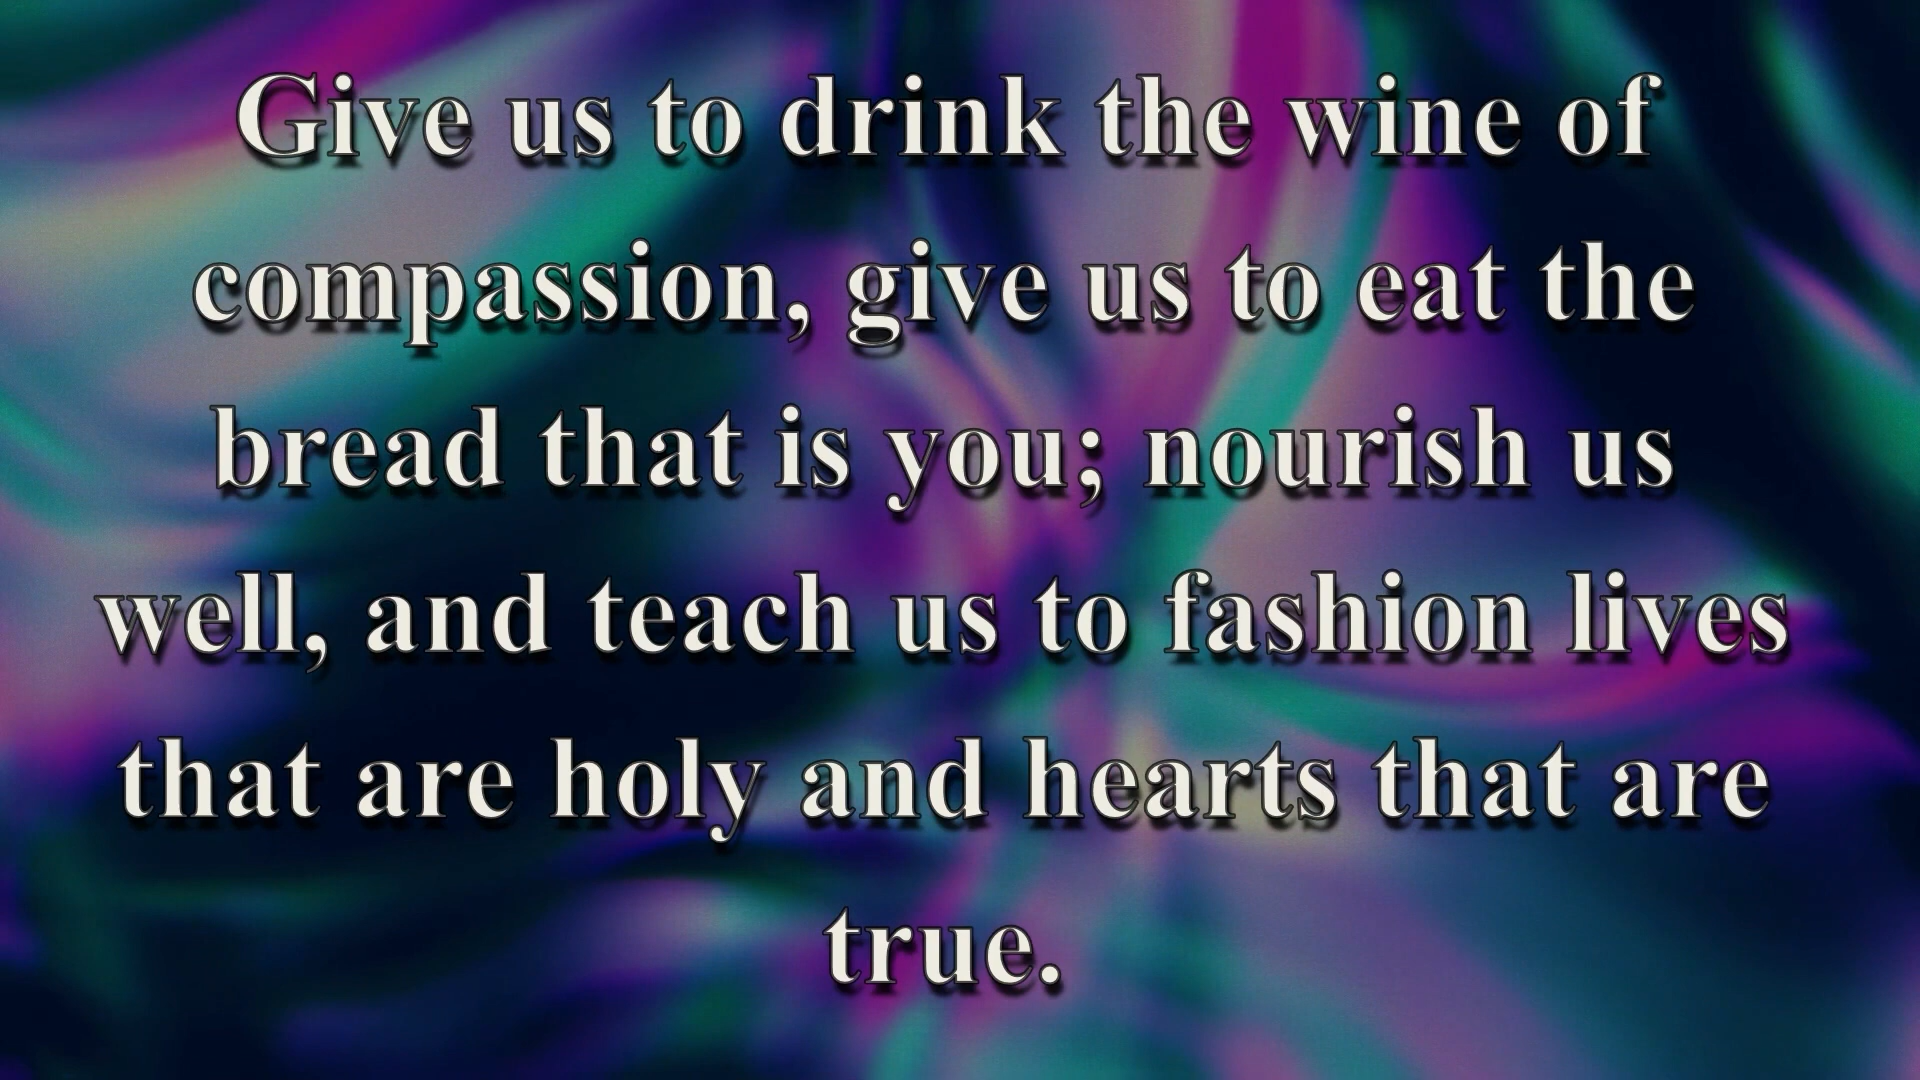 Give us to drink the wine of
compassion, give us to eat the
bread that is you; nourish us
well, and teach us to fashion lives
that are holy and hearts that are
true.